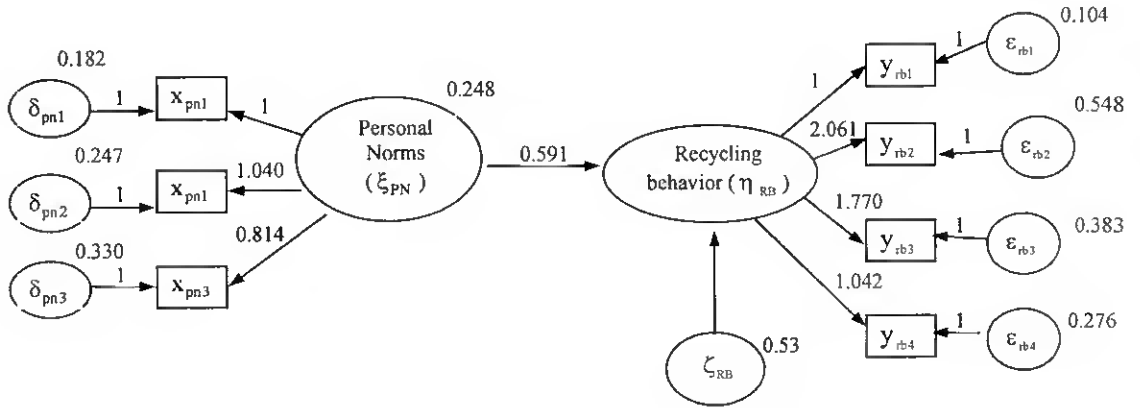 0.182
δpn1
1
xpn1
1
0.247
δpn2
1
xpn1
1.040
0.330
δpn3
1
xpn3
0.814
Personal
Norms
(ξPN)
0.248
0.591
Recycling
behavior (η RB)
0.53
ζRB
1
yrb1
1
εrb1
0.104
2.061
yrb2
1
εrb2
0.548
1.770
yrb3
1
εrb3
0.383
1.042
yrb4
1
εrb4
0.276